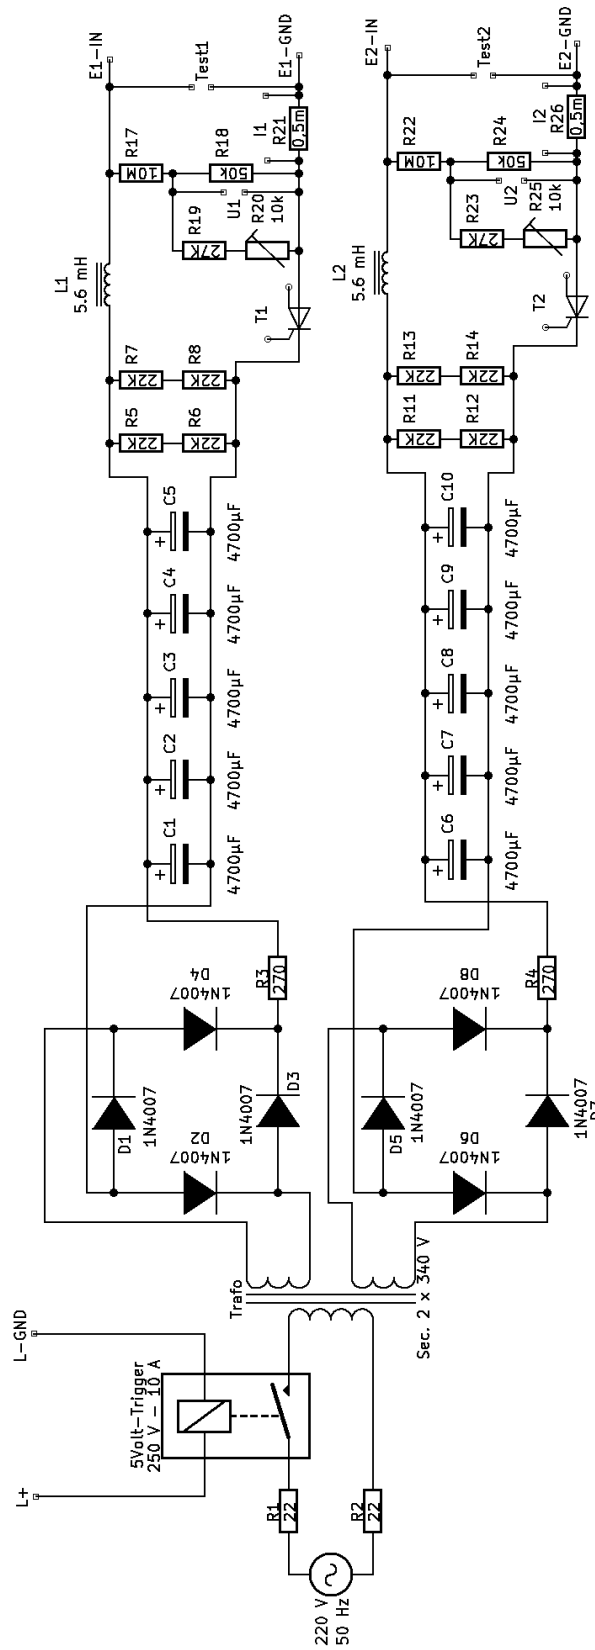 E1-IN
Test1
E1-GND
R17
10M
R18
50k
I1
R21
0,5m
U1
R19
27K
R20
10k
L1
5.6 mH
T1
R7
22K
R8
22K
R5
22K
R6
22K
C5
4700µF
C4
4700µF
C3
4700µF
C2
4700µF
C1
4700µF
R3
270
D4
1N4007
D3
1N4007
D1
1N4007
D2
1N4007
E2-IN
Test2
E2-GND
R22
10M
R24
50k
I2
R26
0,5m
U2
R23
27K
R25
10k
L2
5.6 mH
T2
R13
22K
R14
22K
R11
22K
R12
22K
C10
4700µF
C9
4700µF
C8
4700µF
C7
4700µF
C6
4700µF
R4
270
D8
1N4007
1N4007
D7
D5
1N4007
D6
1N4007
Trafo
Sec. 2 x 340 V
L-GND
L+
5Volt-Trigger
250 V - 10 A
R1
22
R2
22
220 V
50 Hz